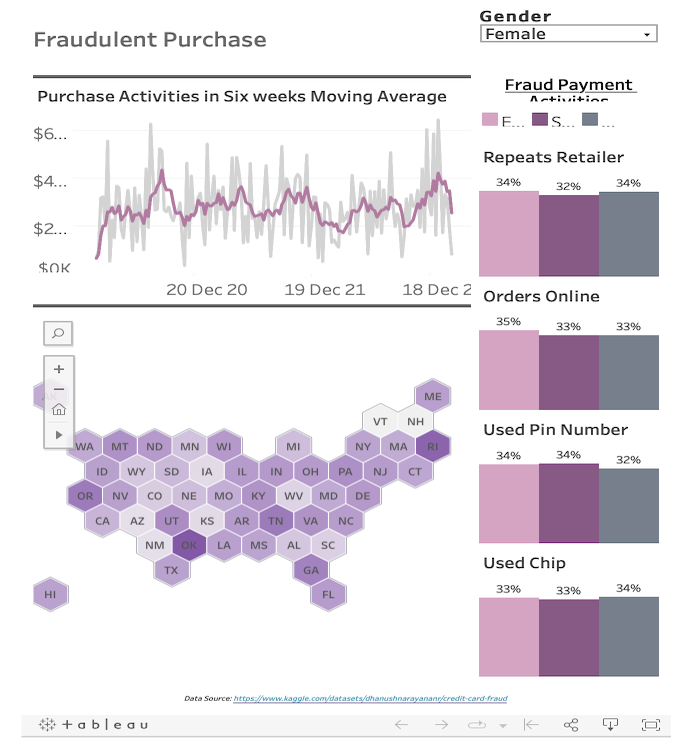 Gender
Female
Fraudulent Purchase
Purchase Activities in Six weeks Moving Average
$6...
$4...
$2...
$0K
20 Dec 20 19 Dec 21 18 Dec 2
Fraud Payment
Activities
E... S... ...
Repeats Retailer
34% 32% 34%
Orders Online
35% 33% 33%
Used Pin Number
34% 34% 32%
Used Chip
33% 33% 34%
AK
ME
VT NH
WA MT ND MN WI MI NY MA RI
ID WY SD IA IL IN OH PA NJ CT
OR NV CO NE MO KY WV MD DE
CA AZ UT KS AR TN VA NC
NM OK LA MS AL SC
TX GA
HI FL
Data Source: https://www.kaggle.com/datasets/dhanushnarayananr/credit-card-fraud
+ableau